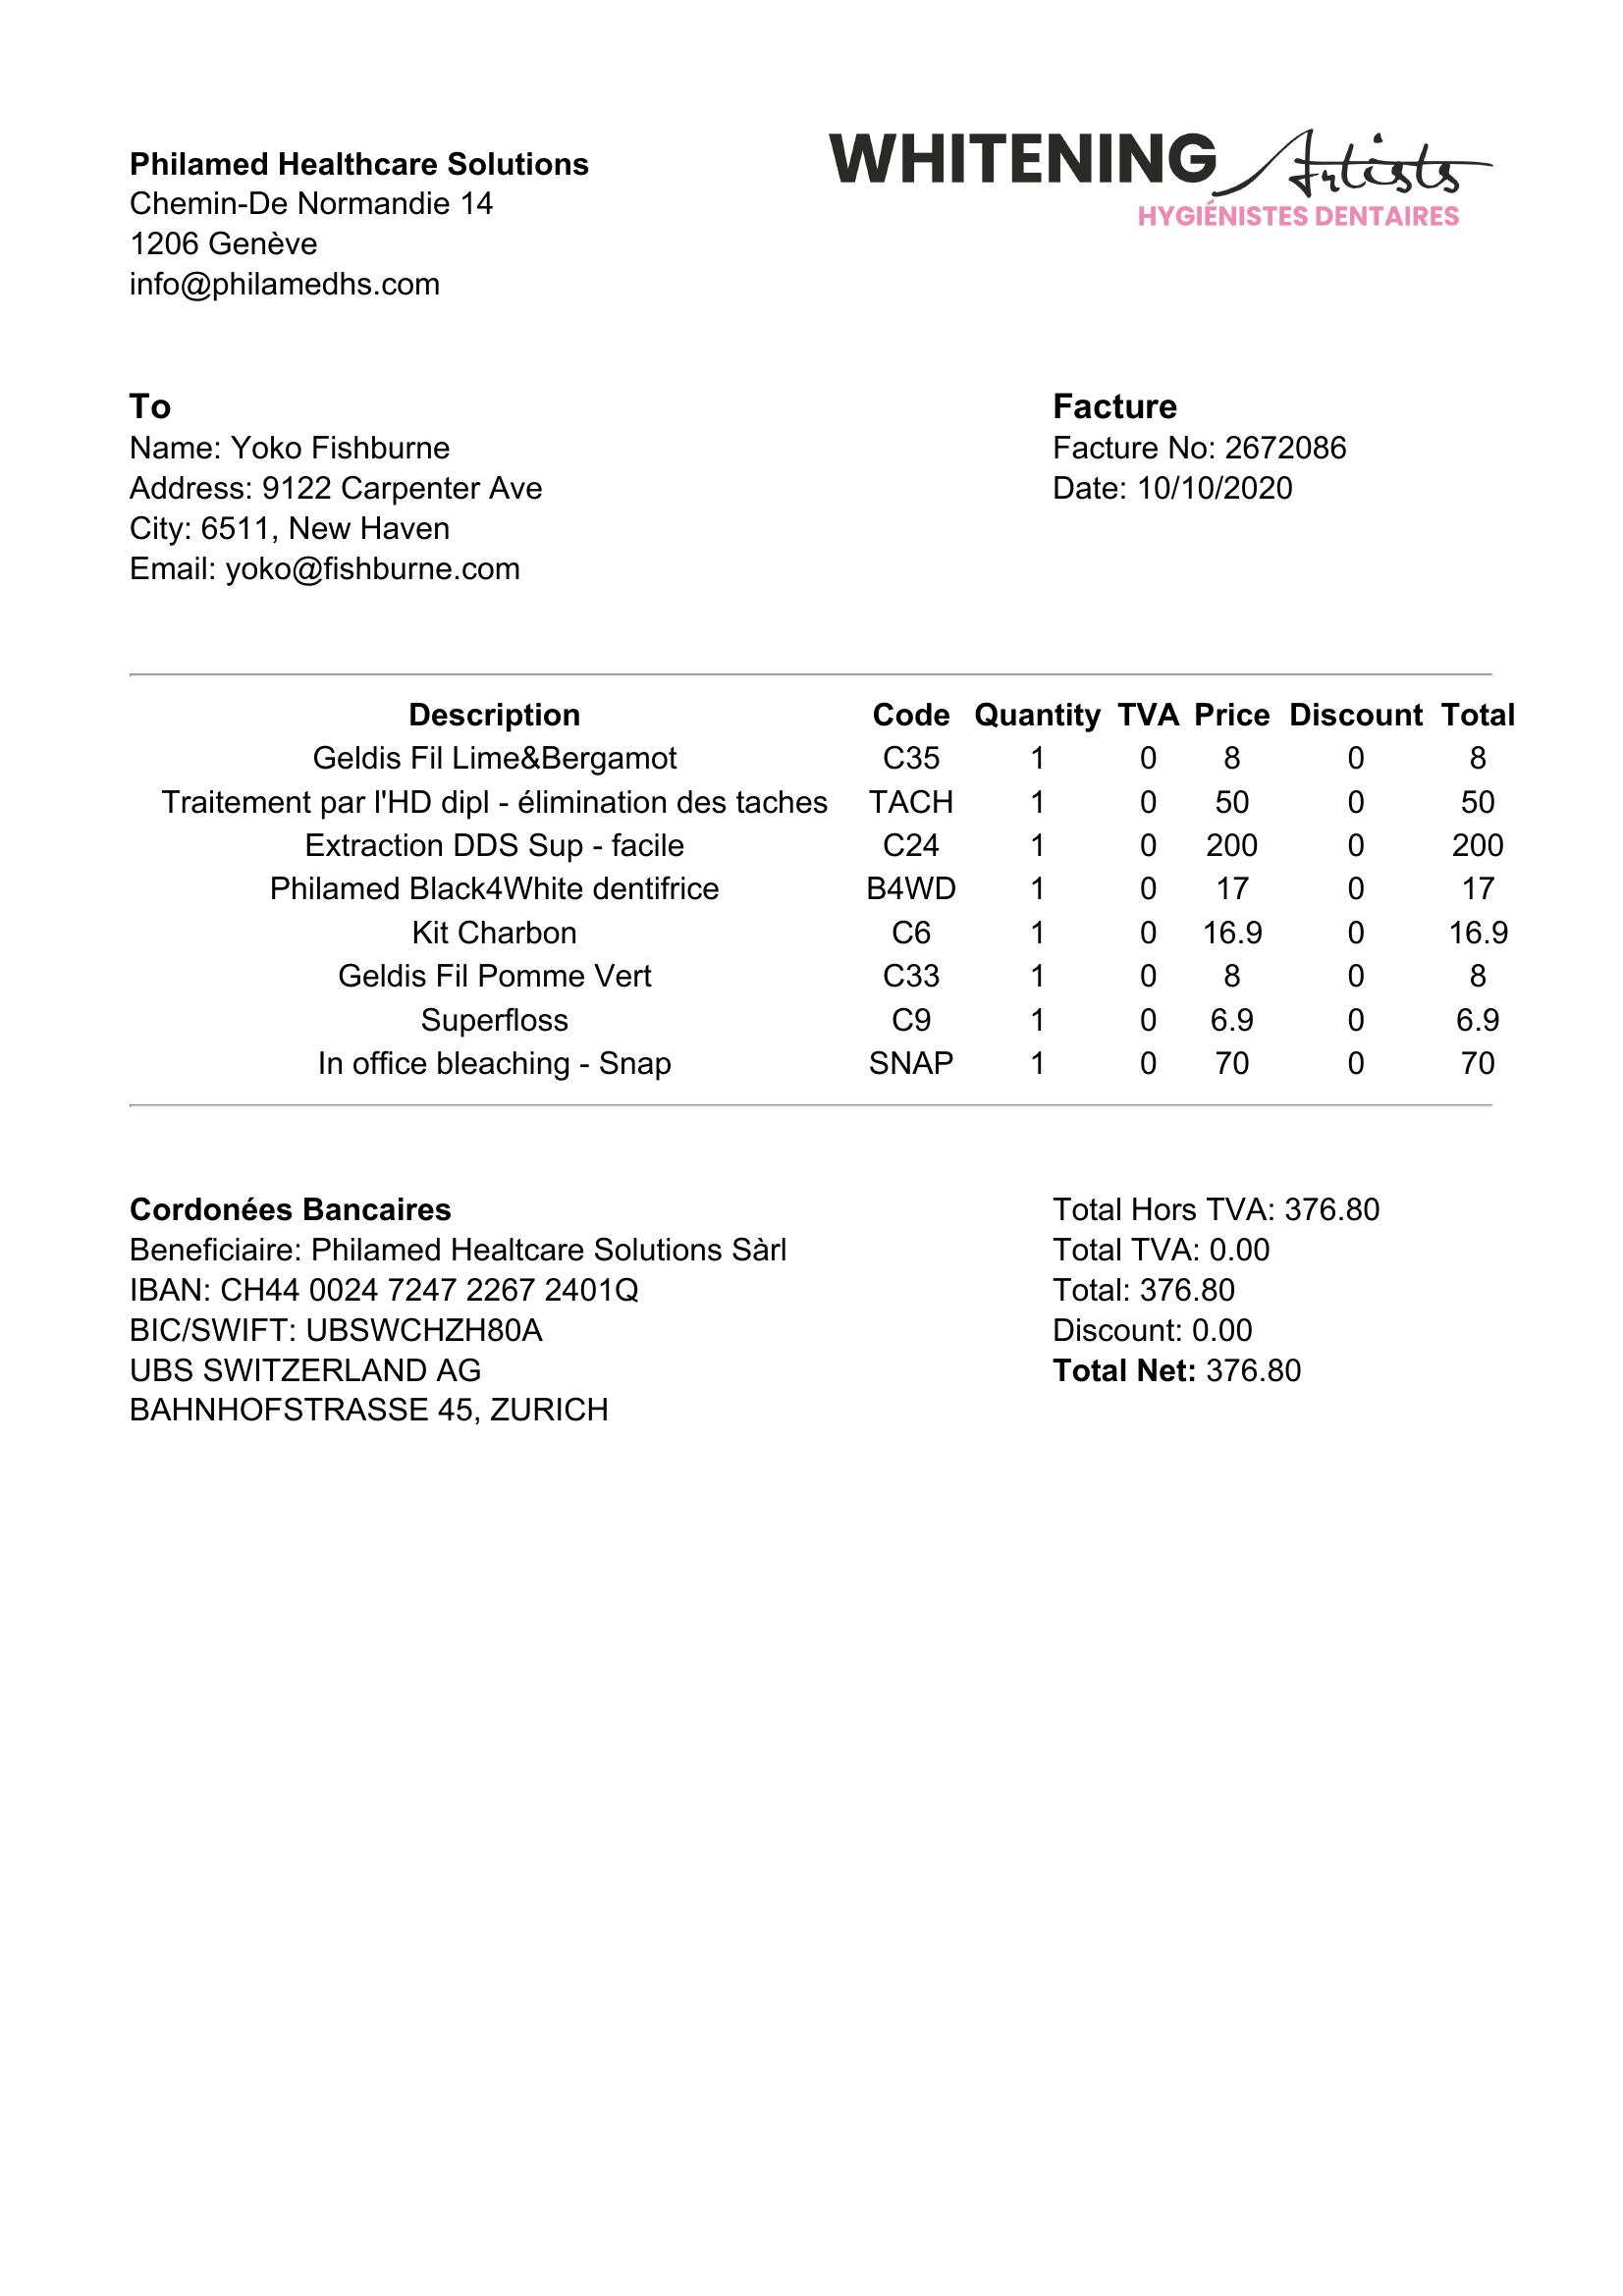 Philamed Healthcare Solutions
Chemin-De Normandie 14
1206 Genève
info@philamedhs.com
WHITENING Artists
HYGIÉNISTES DENTAIRES
To
Name: Yoko Fishburne
Address: 9122 Carpenter Ave
City: 6511, New Haven
Email: yoko@fishburne.com
Facture
Facture No: 2672086
Date: 10/10/2020
Description Code Quantity TVA Price Discount Total
Geldis Fil Lime&Bergamot C35 1 0 8 0 8
Traitement par l'HD dipl - élimination des taches TACH 1 0 50 0 50
Extraction DDS Sup - facile C24 1 0 200 0 200
Philamed Black4White dentifrice B4WD 1 0 17 0 17
Kit Charbon C6 1 0 16.9 0 16.9
Geldis Fil Pomme Vert C33 1 0 8 0 8
Superfloss C9 1 0 6.9 0 6.9
In office bleaching - Snap SNAP 1 0 70 0 70
Cordonées Bancaires
Beneficiaire: Philamed Healtcare Solutions Sàrl
IBAN: CH44 0024 7247 2267 2401Q
BIC/SWIFT: UBSWCHZH80A
UBS SWITZERLAND AG
BAHNHOFSTRASSE 45, ZURICH
Total Hors TVA: 376.80
Total TVA: 0.00
Total: 376.80
Discount: 0.00
Total Net: 376.80